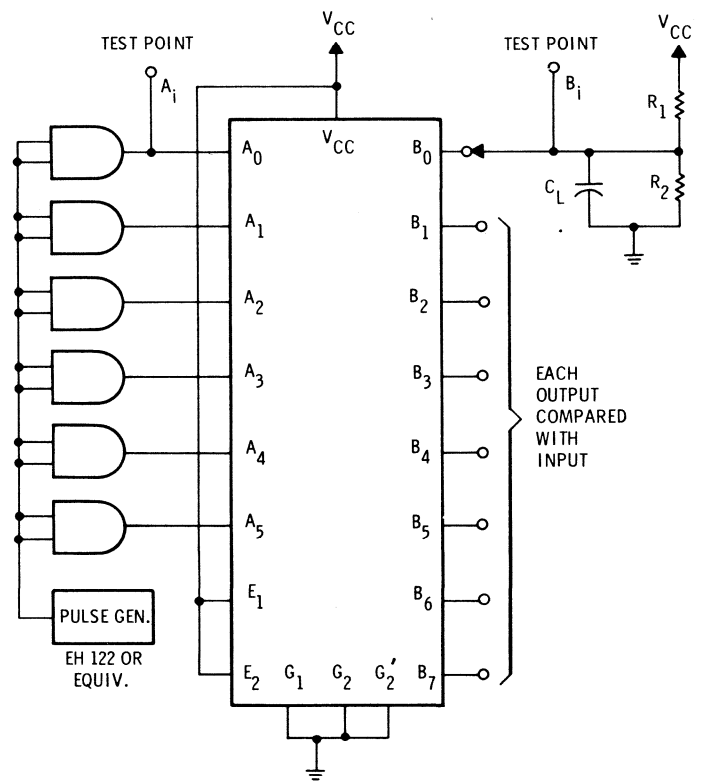 V_CC
V_CC
TEST POINT
TEST POINT
A_i
B_i
R_1
V_CC
A_0
B_0
C_L
R_2
A_1
B_1
A_2
B_2
A_3
B_3
EACH
OUTPUT
COMPARED
WITH
INPUT
A_4
B_4
A_5
B_5
E_1
B_6
PULSE GEN.
EH 122 OR
EQUIV.
E_2
G_1
G_2
G_2'
B_7